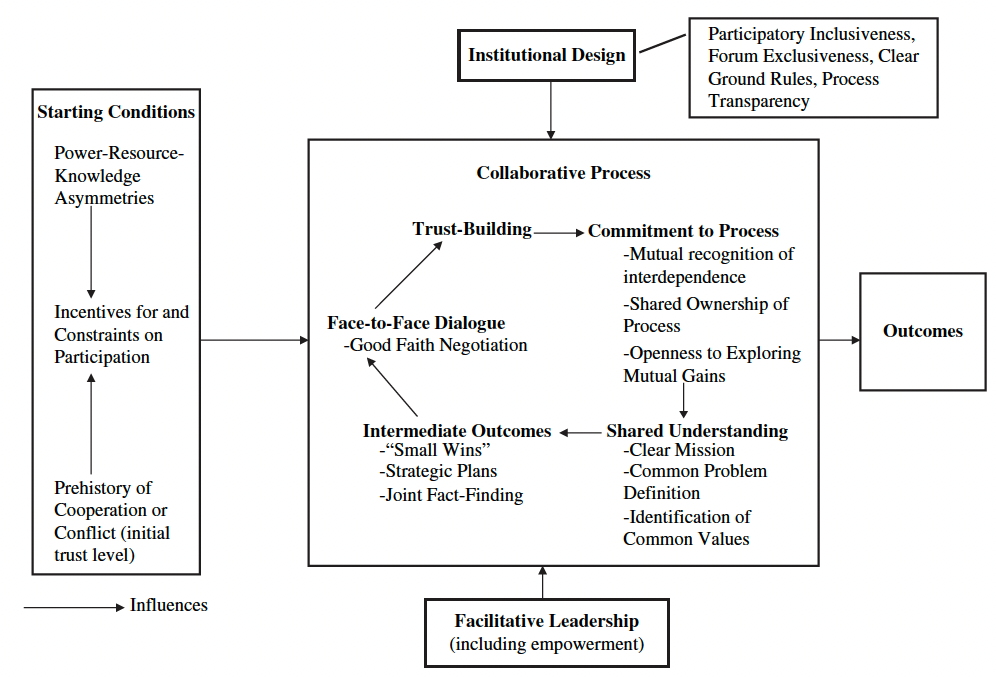 Institutional Design
Participatory Inclusiveness,
Forum Exclusiveness, Clear
Ground Rules, Process
Transparency
Starting Conditions
Power-Resource-
Knowledge
Asymmetries
Incentives for and
Constraints on
Participation
Prehistory of
Cooperation or
Conflict (initial
trust level)
Influences
Collaborative Process
Trust-Building
Commitment to Process
-Mutual recognition of
interdependence
-Shared Ownership of
Process
-Openness to Exploring
Mutual Gains
Face-to-Face Dialogue
-Good Faith Negotiation
Intermediate Outcomes
-“Small Wins”
-Strategic Plans
-Joint Fact-Finding
Shared Understanding
-Clear Mission
-Common Problem
Definition
-Identification of
Common Values
Outcomes
Facilitative Leadership
(including empowerment)